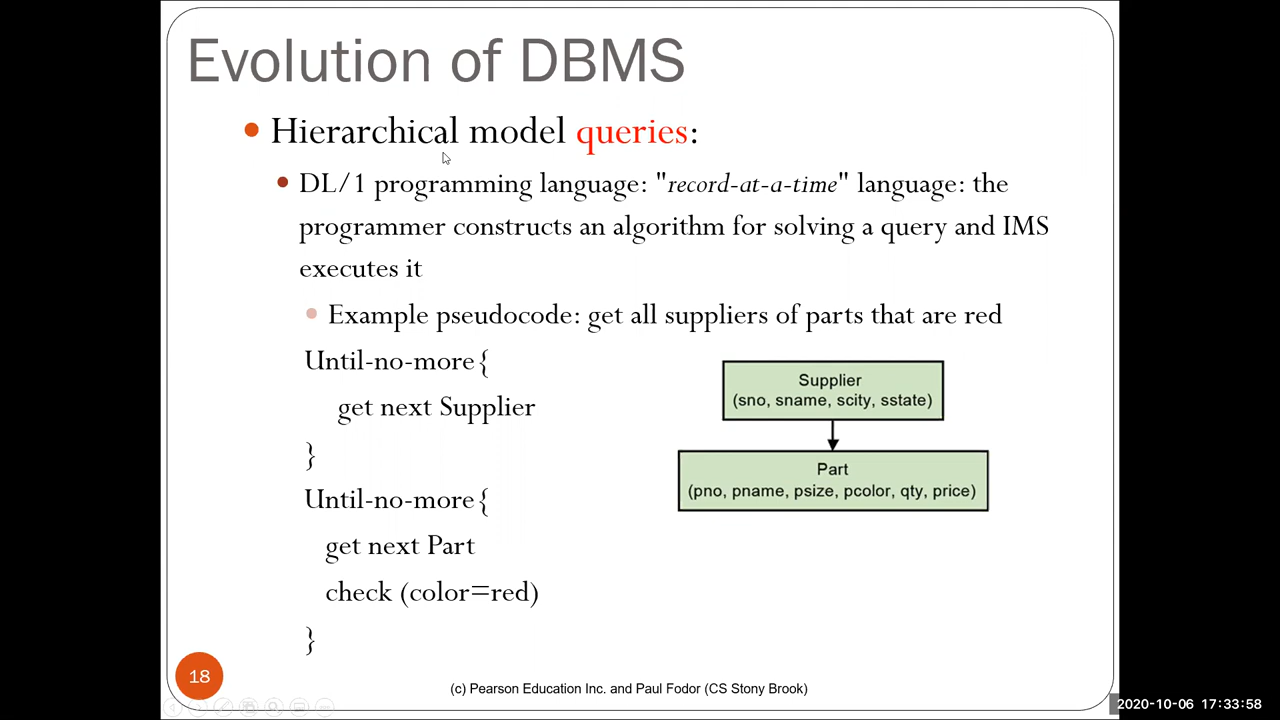 Evolution of DBMS
Hierarchical model queries:
DL/1 programming language: "record-at-a-time" language: the
programmer constructs an algorithm for solving a query and IMS
executes it
Example pseudocode: get all suppliers of parts that are red
Until-no-more{
get next Supplier
}
Until-no-more{
get next Part
check (color=red)
}
Supplier
(sno, sname, scity, sstate)
Part
(pno, pname, psize, pcolor, qty, price)
18
(c) Pearson Education Inc. and Paul Fodor (CS Stony Brook)
2020-10-06 17:33:58